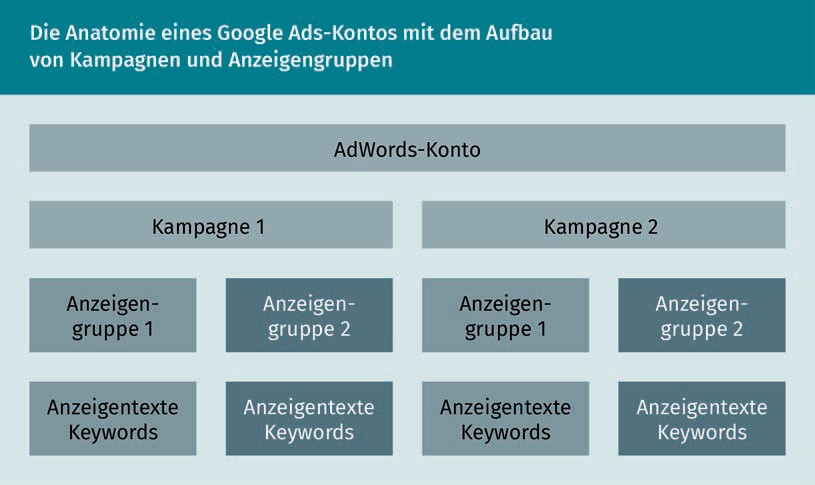 Die Anatomie eines Google Ads-Kontos mit dem Aufbau
von Kampagnen und Anzeigengruppen
AdWords-Konto
Kampagne 1
Kampagne 2
Anzeigen-
gruppe 1
Anzeigen-
gruppe 2
Anzeigen-
gruppe 1
Anzeigen-
gruppe 2
Anzeigentexte
Keywords
Anzeigentexte
Keywords
Anzeigentexte
Keywords
Anzeigentexte
Keywords